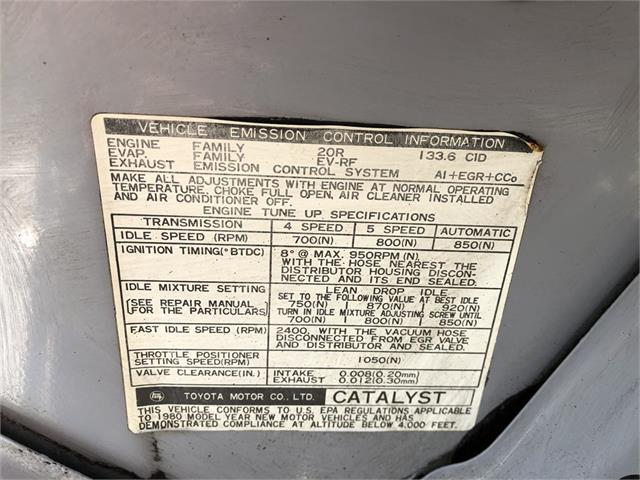 VEHICLE EMISSION CONTROL INFORMATION
ENGINE FAMILY 20R 133.6 CID
EVAP. FAMILY EV-RF
EXHAUST EMISSION CONTROL SYSTEM AI+EGR+CCo
MAKE ALL ADJUSTMENTS WITH ENGINE AT NORMAL OPERATING
TEMPERATURE, CHOKE FULL OPEN, AIR CLEANER INSTALLED
AND AIR CONDITIONER OFF.
ENGINE TUNE UP SPECIFICATIONS
TRANSMISSION 4 SPEED 5 SPEED AUTOMATIC
IDLE SPEED (RPM) 700(N) 800(N) 850(N)
IGNITION TIMING(°BTDC) 8° @ MAX. 950RPM (N),
WITH THE HOSE NEAREST THE
DISTRIBUTOR HOUSING DISCON-
NECTED AND ITS END SEALED.
IDLE MIXTURE SETTING LEAN DROP IDLE
SET TO THE FOLLOWING VALUE AT BEST IDLE
(SEE REPAIR MANUAL 750(N) 870(N) 920(N)
FOR THE PARTICULARS) TURN IN IDLE MIXTURE ADJUSTING SCREW UNTIL
700(N) 800(N) 850(N)
FAST IDLE SPEED (RPM) 2400, WITH THE VACUUM HOSE
DISCONNECTED FROM EGR VALVE
AND DISTRIBUTOR AND SEALED.
THROTTLE POSITIONER
SETTING SPEED(RPM) 1050(N)
VALVE CLEARANCE(IN.) INTAKE 0.008(0.20mm)
EXHAUST 0.012(0.30mm)
TOYOTA MOTOR CO., LTD. CATALYST
THIS VEHICLE CONFORMS TO U.S. EPA REGULATIONS APPLICABLE
TO 1980 MODEL YEAR NEW MOTOR VEHICLES AND HAS
DEMONSTRATED COMPLIANCE AT ALTITUDE BELOW 4,000 FEET.